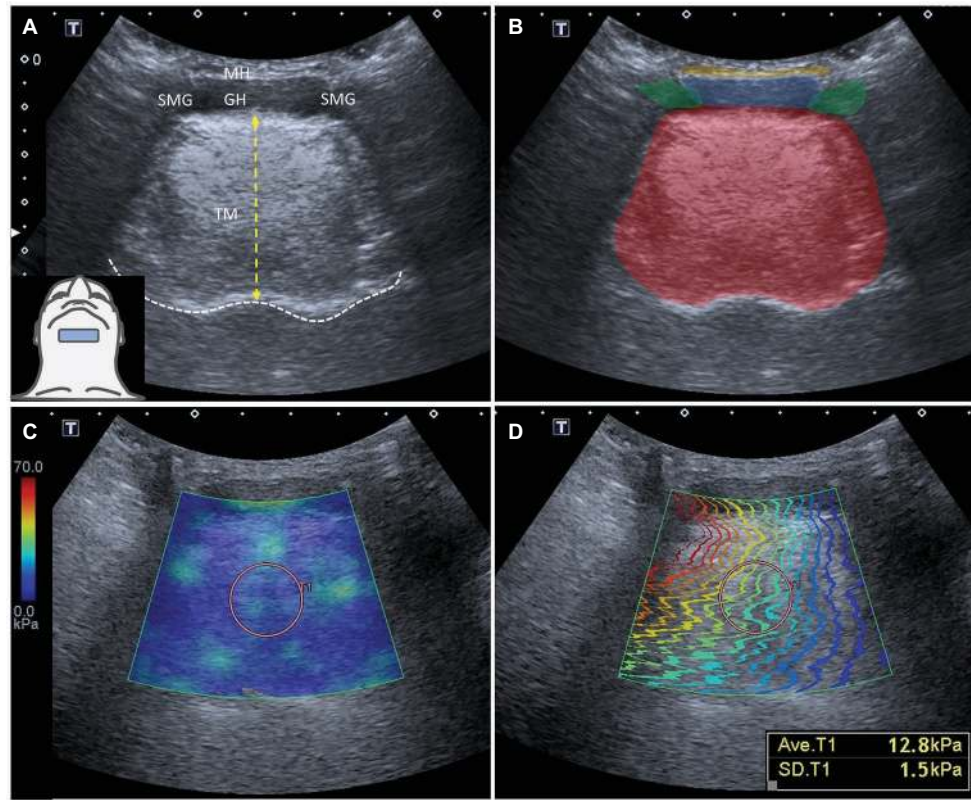 A
T
0
MH
SMG
GH
SMG
TM
B
T
C
T
70.0
0.0
kPa
T1
D
T
Ave.T1 12.8kPa
SD.T1 1.5kPa